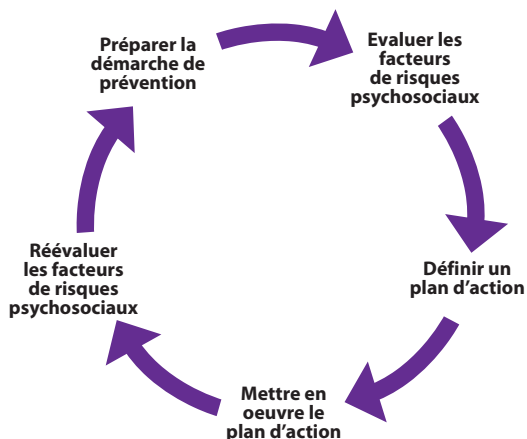 Préparer la
démarche de
prévention
Evaluer les
facteurs
de risques
psychosociaux
Définir un
plan d’action
Mettre en
oeuvre le
plan d’action
Réévaluer
les facteurs
de risques
psychosociaux